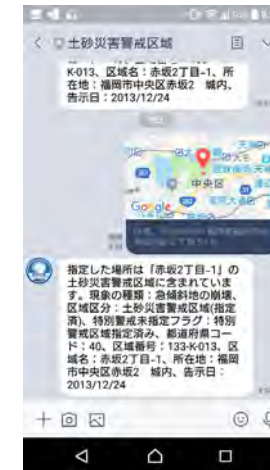 土砂災害警戒区域
K-013、区域名：赤坂2丁目-1、所
在地：福岡市中央区赤坂2　城内、
告示日：2013/12/24
中央区
Google
指定した場所は「赤坂2丁目-1」の
土砂災害警戒区域に含まれていま
す。現象の種類：急傾斜地の崩壊、
区域区分：土砂災害警戒区域(指定
済)、特別警戒未指定フラグ：特別
警戒区域指定済み、都道府県コー
ド：40、区域番号：133-K-013、区
域名：赤坂2丁目-1、所在地：福岡
市中央区赤坂2　城内、告示日：
2013/12/24